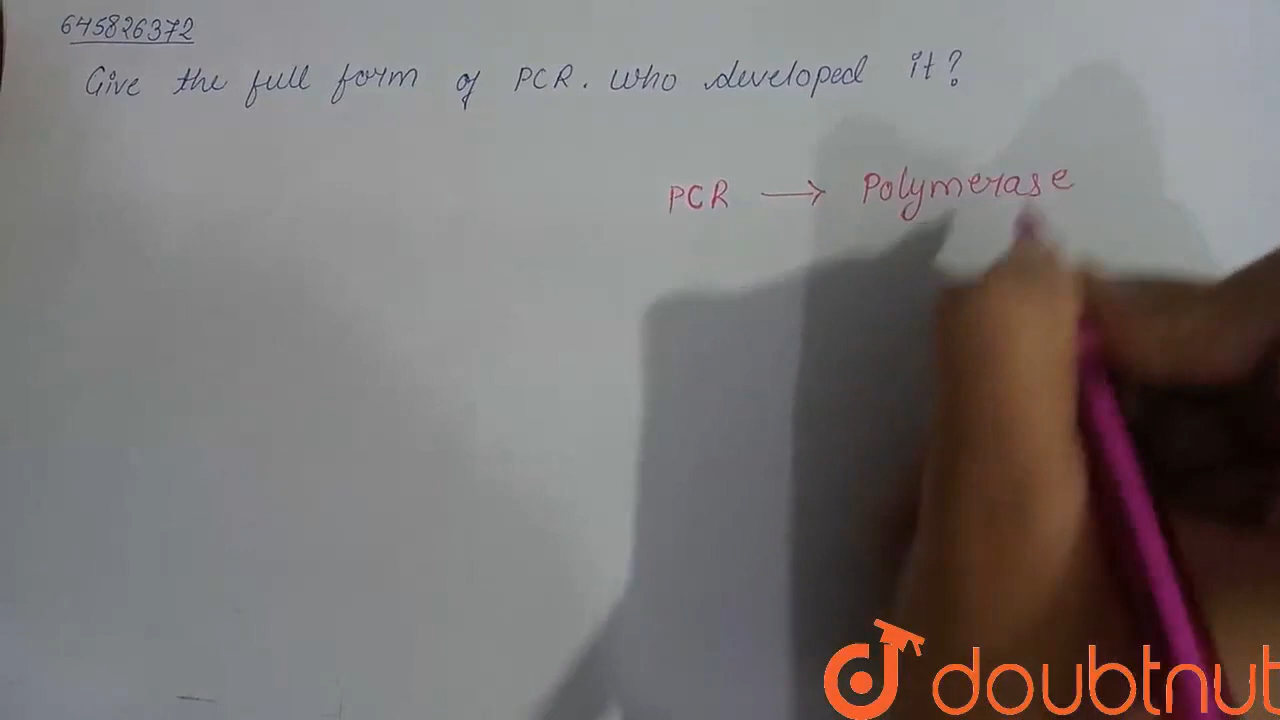 645826372
Give the full form of PCR. Who developed it?
PCR → Polymerase
doubtnut